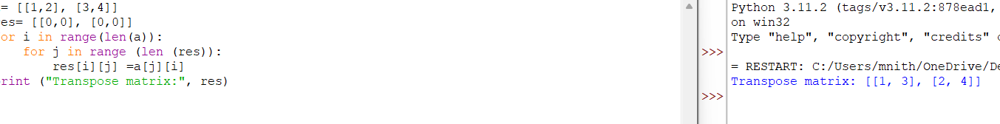 = [[1,2], [3,4]]
es= [[0,0], [0,0]]
or i in range(len(a)):
for j in range (len (res)):
res[i][j] =a[j][i]
rint ("Transpose matrix:", res)
Python 3.11.2 (tags/v3.11.2:878ead1,
on win32
Type "help", "copyright", "credits"
>>>
= RESTART: C:/Users/mnith/OneDrive/De
Transpose matrix: [[1, 3], [2, 4]]
>>>